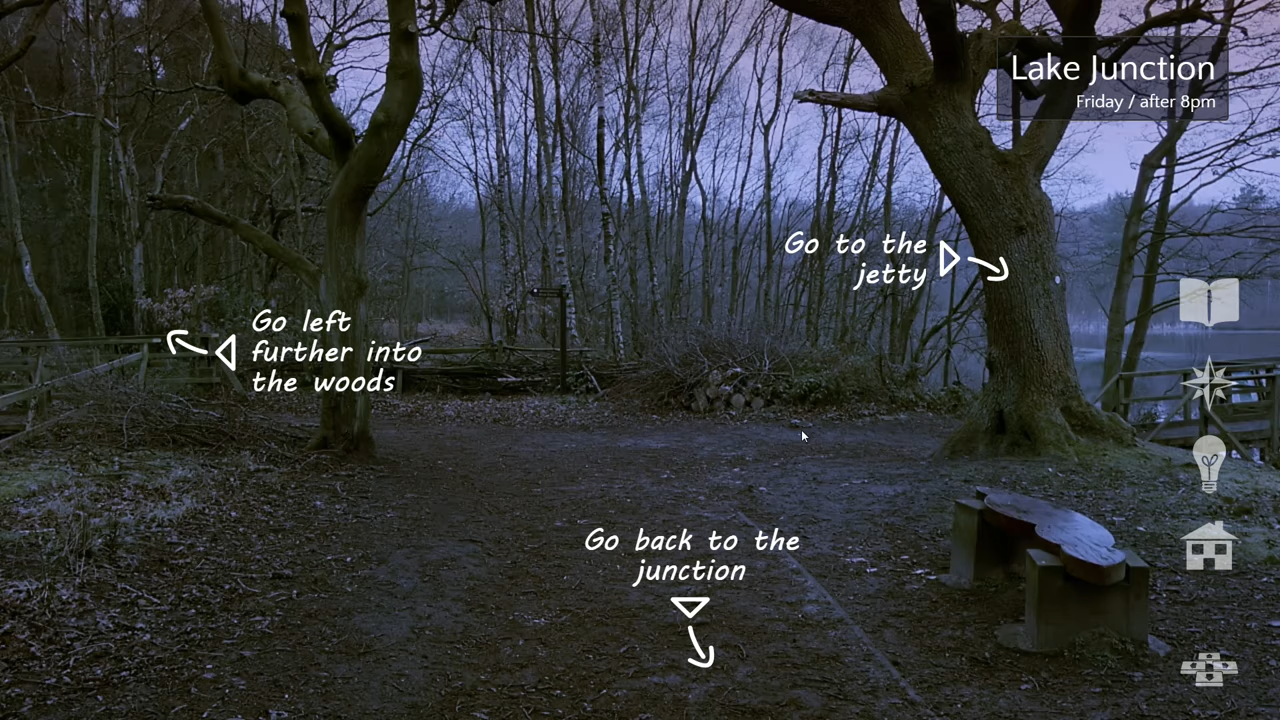 Lake Junction
Friday / after 8pm
Go to the
jetty
Go left
further into
the woods
Go back to the
junction